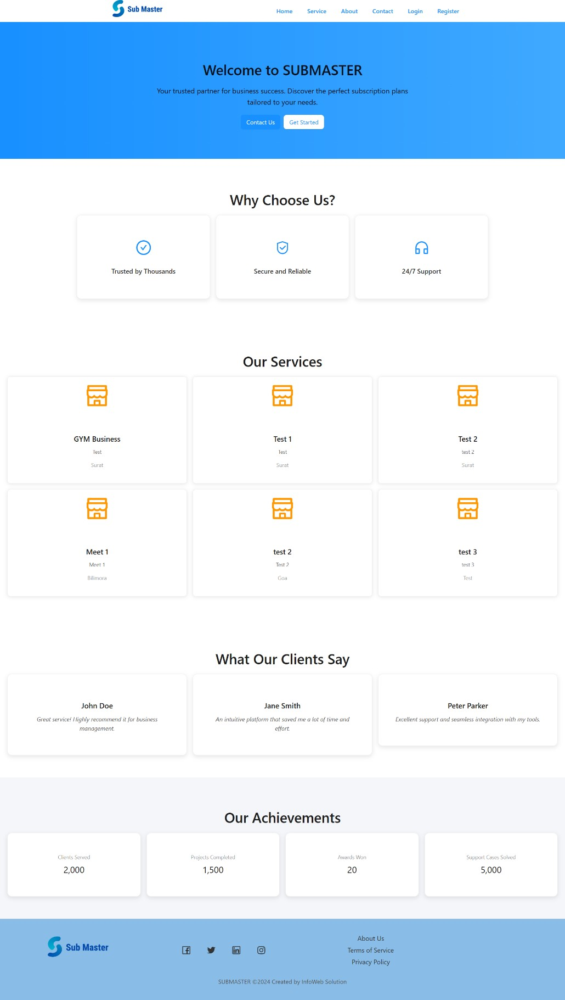 Sub Master
Home Service About Contact Login Register
Welcome to SUBMASTER
Your trusted partner for business success. Discover the perfect subscription plans
tailored to your needs.
Contact Us Get Started
Why Choose Us?
Trusted by Thousands
Secure and Reliable
24/7 Support
Our Services
GYM Business
Test
Surat
Test 1
Test
Surat
Test 2
test 2
Surat
Meet 1
Meet 1
Bilimora
test 2
Test 2
Goa
test 3
test 3
Test
What Our Clients Say
John Doe
Great service! Highly recommend it for business
management.
Jane Smith
An intuitive platform that saved me a lot of time and
effort.
Peter Parker
Excellent support and seamless integration with my tools.
Our Achievements
Clients Served
2,000
Projects Completed
1,500
Awards Won
20
Support Cases Solved
5,000
Sub Master
About Us
Terms of Service
Privacy Policy
SUBMASTER ©2024 Created by InfoWeb Solution